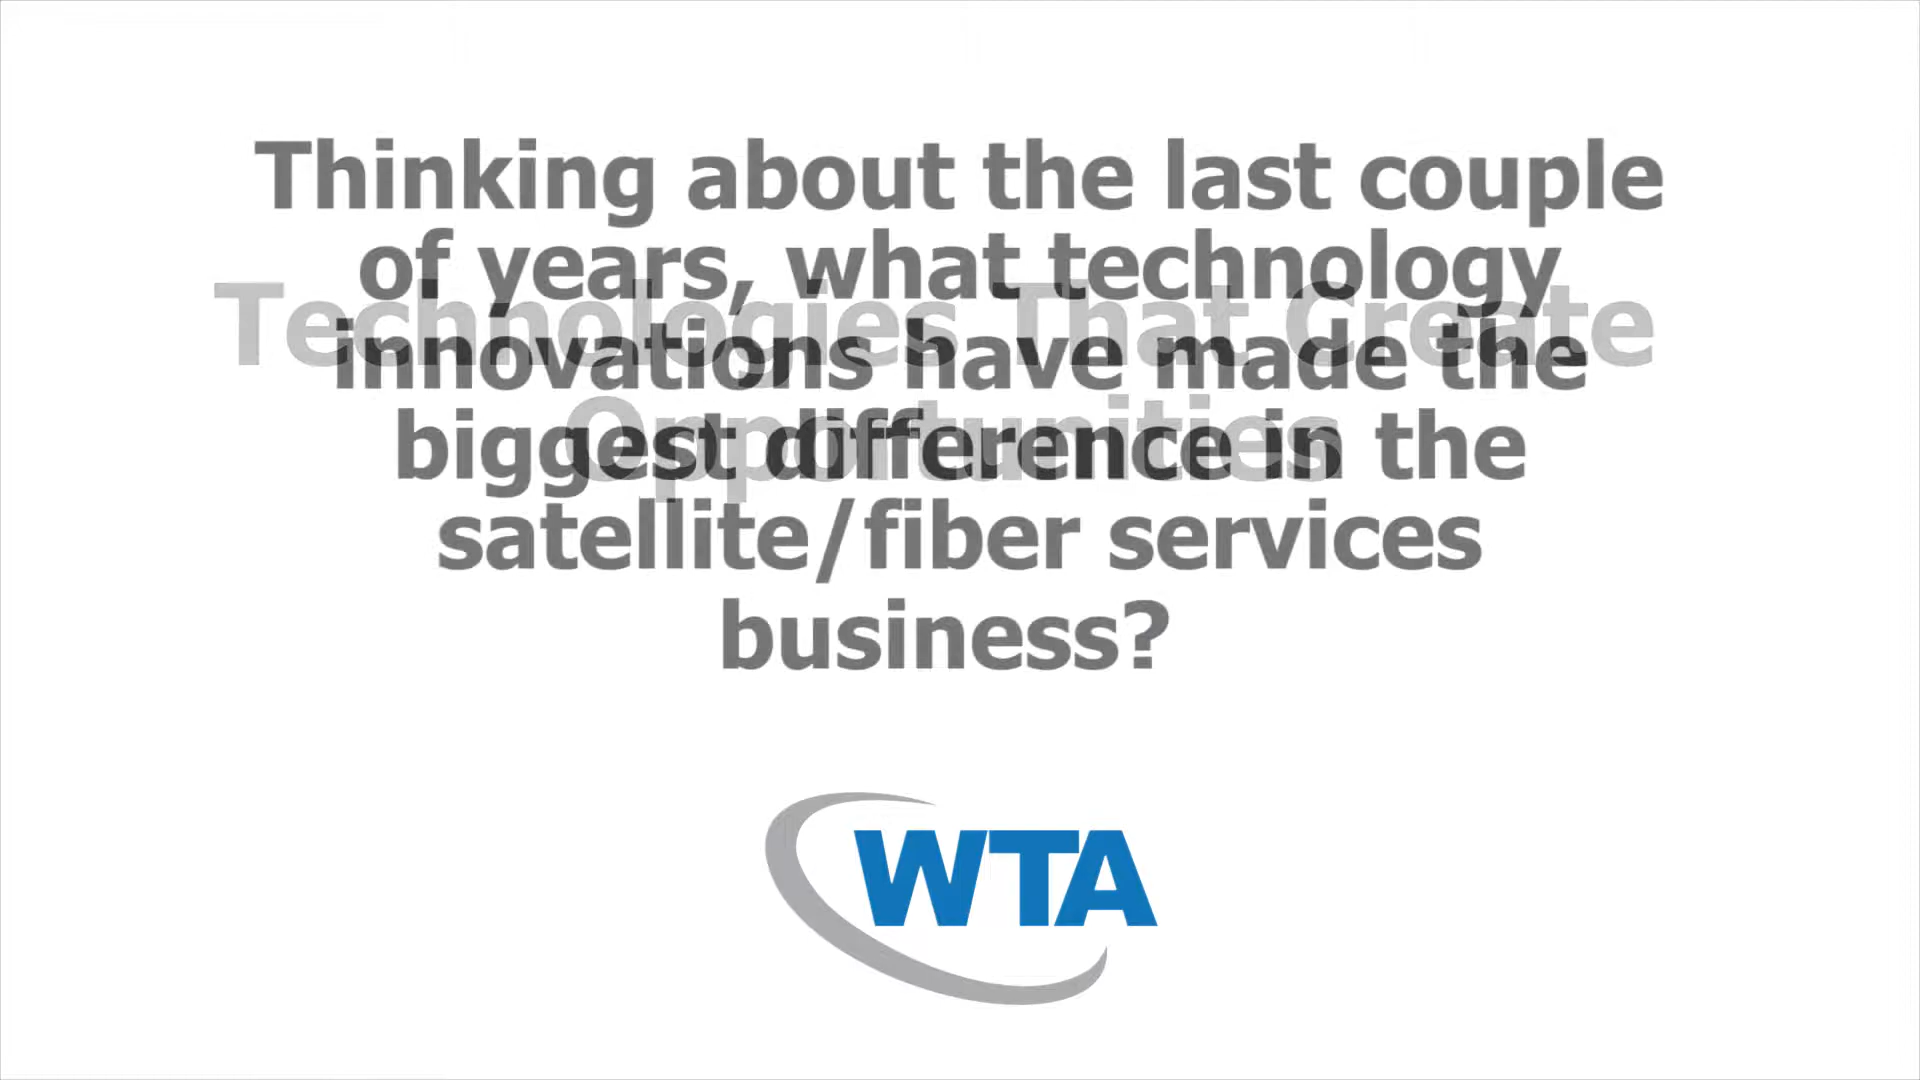 Thinking about the last couple
of years, what technology
Technologies That Create
innovations have made the
Opportunities
biggest difference in the
satellite/fiber services
business?
WTA